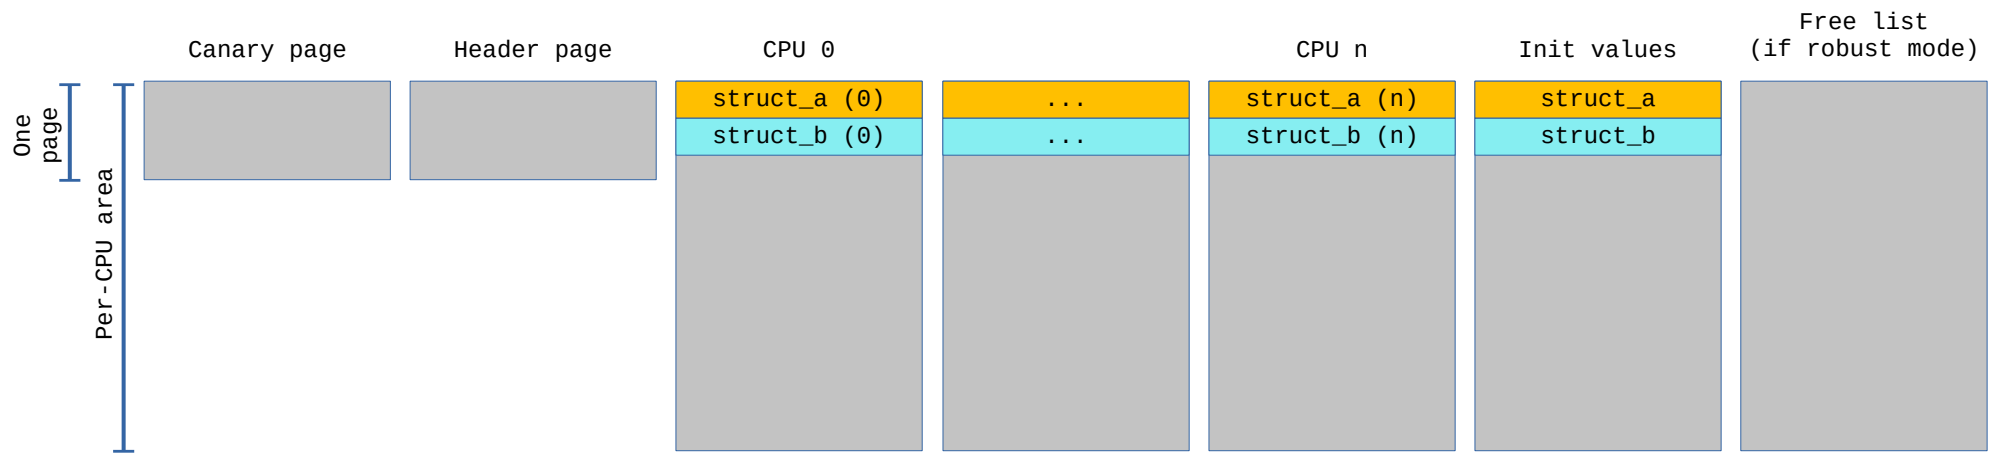 Free list
Canary page Header page CPU 0 CPU n Init values (if robust mode)
struct_a (0) ... struct_a (n) struct_a
struct_b (0) ... struct_b (n) struct_b
One
page
Per-CPU area